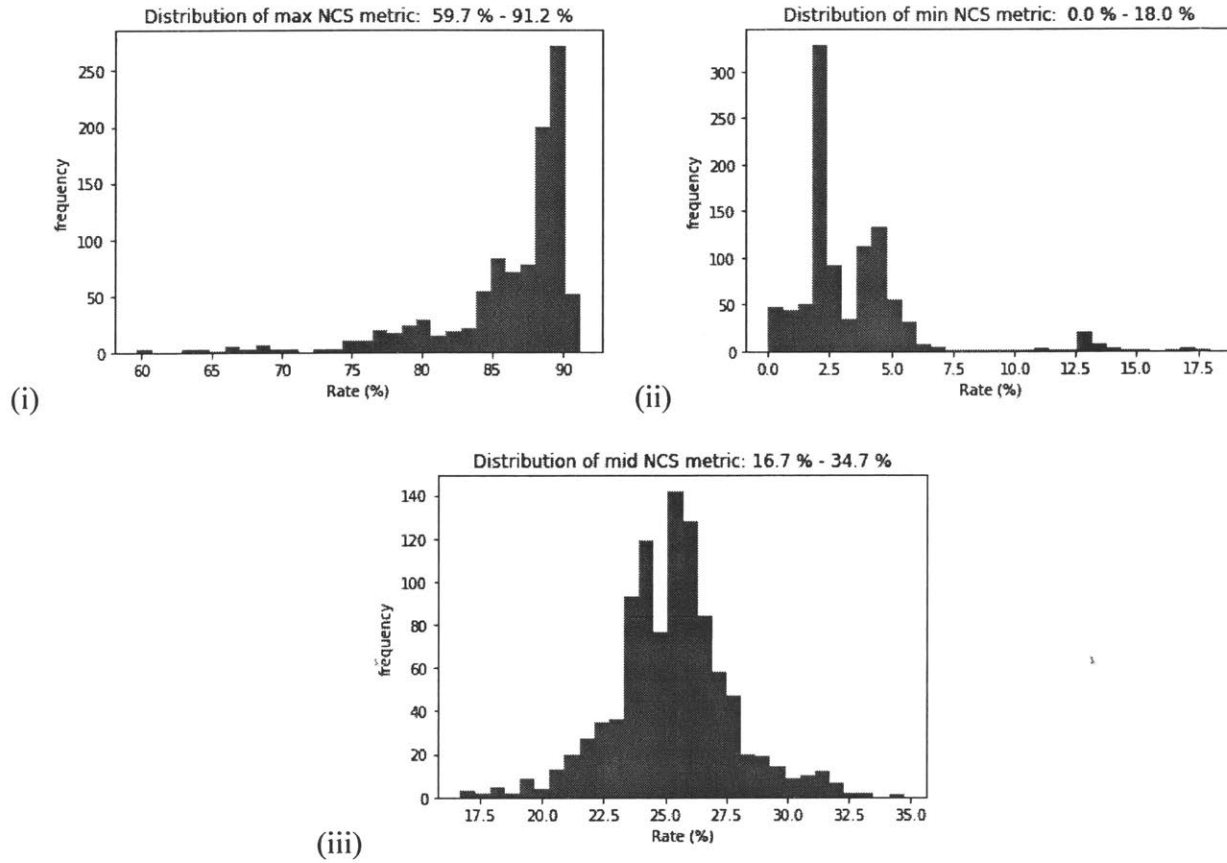 Distribution of max NCS metric: 59.7 % - 91.2 %
250
200
150
100
50
0
frequency
60 65 70 75 80 85 90
Rate (%)
(i)
Distribution of min NCS metric: 0.0 % - 18.0 %
300
250
200
150
100
50
0
frequency
0.0 2.5 5.0 7.5 10.0 12.5 15.0 17.5
Rate (%)
(ii)
Distribution of mid NCS metric: 16.7 % - 34.7 %
140
120
100
80
60
40
20
0
frequency
17.5 20.0 22.5 25.0 27.5 30.0 32.5 35.0
Rate (%)
(iii)